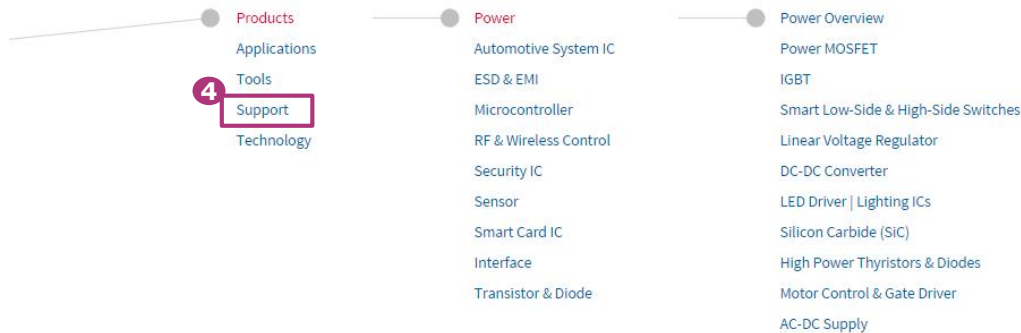 Products
Applications
Tools
4
Support
Technology
Power
Automotive System IC
ESD & EMI
Microcontroller
RF & Wireless Control
Security IC
Sensor
Smart Card IC
Interface
Transistor & Diode
Power Overview
Power MOSFET
IGBT
Smart Low-Side & High-Side Switches
Linear Voltage Regulator
DC-DC Converter
LED Driver | Lighting ICs
Silicon Carbide (SiC)
High Power Thyristors & Diodes
Motor Control & Gate Driver
AC-DC Supply